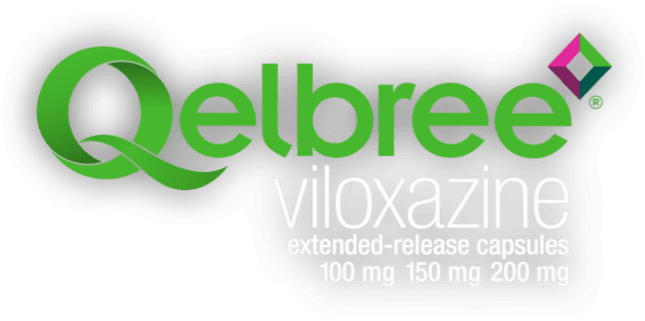 Qelbree®
viloxazine
extended-release capsules
100 mg 150 mg 200 mg